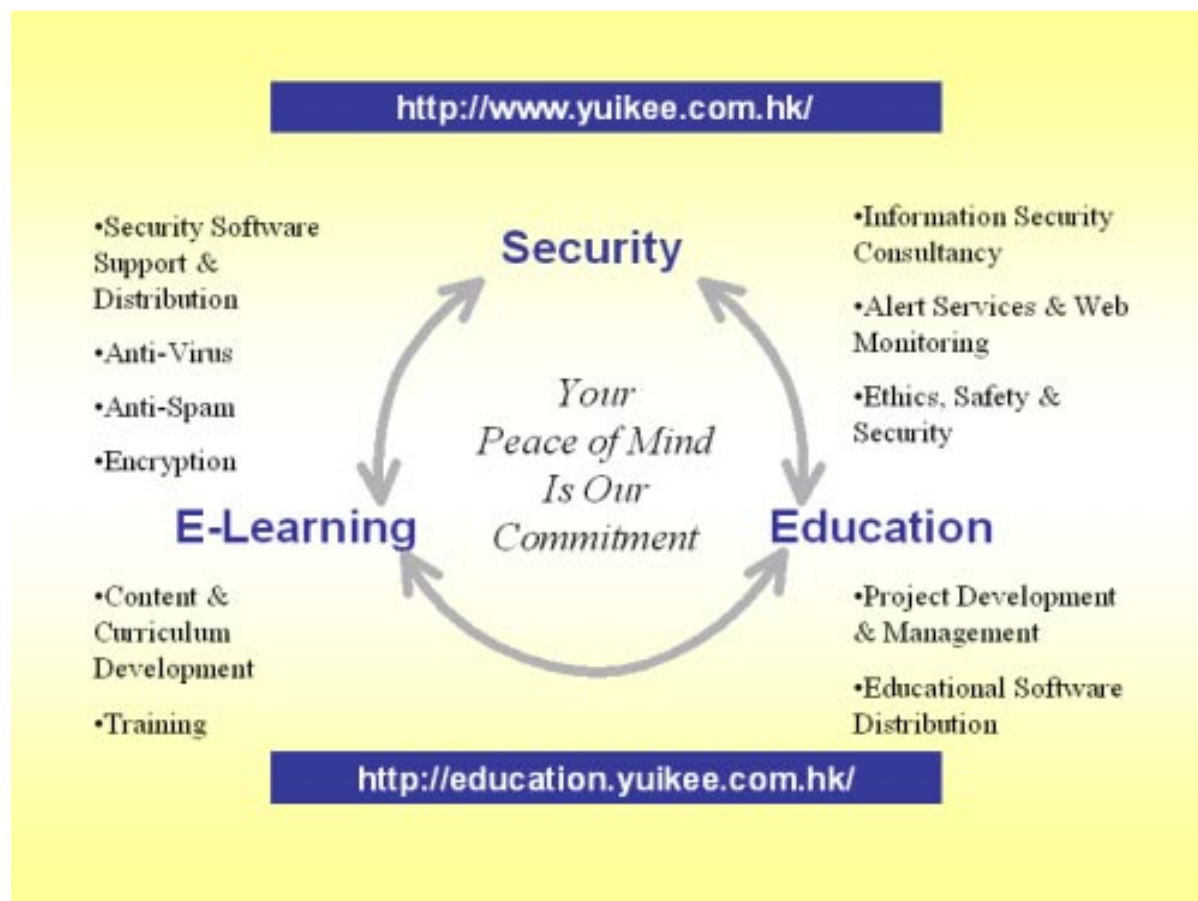 http://www.yuikee.com.hk/
•Security Software
Support &
Distribution
•Anti-Virus
•Anti-Spam
•Encryption
Security
•Information Security
Consultancy
•Alert Services & Web
Monitoring
•Ethics, Safety &
Security
Your
Peace of Mind
Is Our
Commitment
E-Learning
Education
•Content &
Curriculum
Development
•Training
•Project Development
& Management
•Educational Software
Distribution
http://education.yuikee.com.hk/